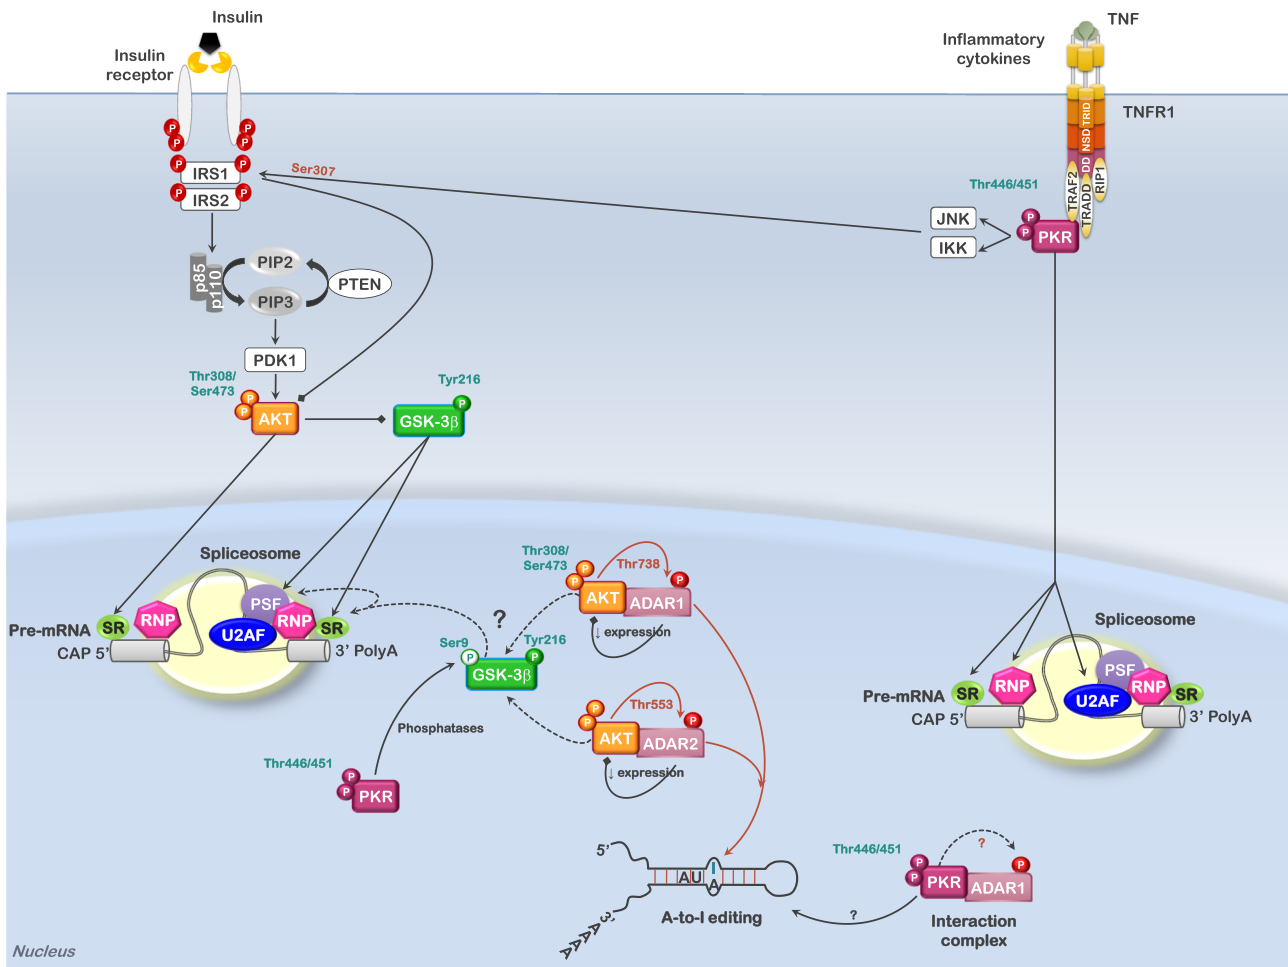 Insulin
Insulin
receptor
P
P
P
P
P
IRS1
P
P
IRS2
P
Ser307
p85
p110
PIP2
PIP3
PTEN
PDK1
Thr308/
Ser473
P
P
AKT
Tyr216
P
GSK-3β
TNF
Inflammatory
cytokines
TNFR1
TRID
NSD
DD
TRAF2
TRADD
RIP1
Thr446/451
P
P
PKR
JNK
IKK
Spliceosome
PSF
RNP
RNP
Pre-mRNA
SR
SR
U2AF
CAP 5’
3’ PolyA
Thr308/
Ser473
P
P
AKT
ADAR1
Thr738
P
↓ expression
?
Ser9
P
Tyr216
P
GSK-3β
Phosphatases
Thr446/451
P
P
PKR
P
P
AKT
ADAR2
Thr553
P
↓ expression
Spliceosome
PSF
RNP
RNP
Pre-mRNA
SR
SR
U2AF
CAP 5’
3’ PolyA
5’
AU
I
A
3’
AAAA
A-to-I editing
?
Thr446/451
P
P
PKR
ADAR1
?
P
Interaction
complex
Nucleus